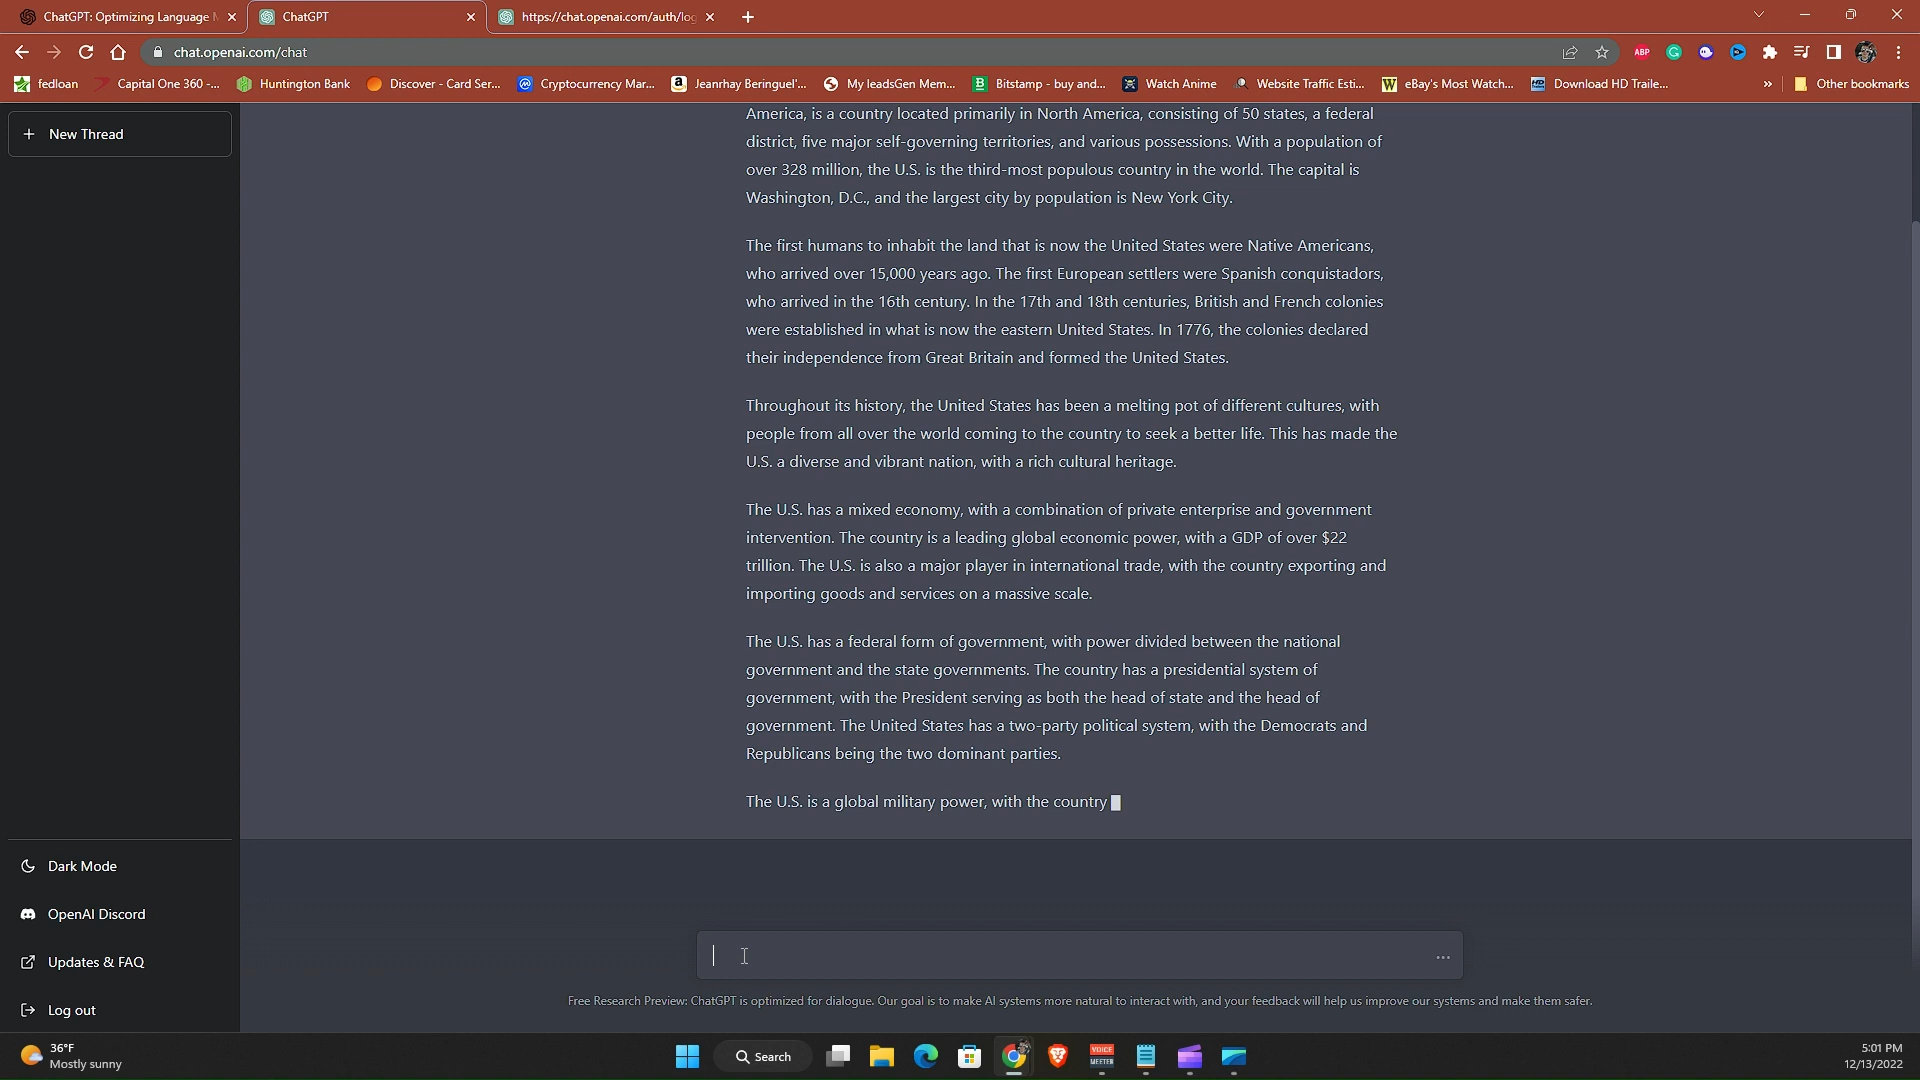 ChatGPT: Optimizing Language
ChatGPT
https://chat.openai.com/auth/log
chat.openai.com/chat
ABP
fedloan
Capital One 360 -...
Huntington Bank
Discover - Card Ser...
Cryptocurrency Mar...
Jeanrhay Beringuel'...
My leadsGen Mem...
Bitstamp - buy and...
Watch Anime
Website Traffic Esti...
eBay's Most Watch...
Download HD Traile...
»
Other bookmarks
+ New Thread
America, is a country located primarily in North America, consisting of 50 states, a federal
district, five major self-governing territories, and various possessions. With a population of
over 328 million, the U.S. is the third-most populous country in the world. The capital is
Washington, D.C., and the largest city by population is New York City.
The first humans to inhabit the land that is now the United States were Native Americans,
who arrived over 15,000 years ago. The first European settlers were Spanish conquistadors,
who arrived in the 16th century. In the 17th and 18th centuries, British and French colonies
were established in what is now the eastern United States. In 1776, the colonies declared
their independence from Great Britain and formed the United States.
Throughout its history, the United States has been a melting pot of different cultures, with
people from all over the world coming to the country to seek a better life. This has made the
U.S. a diverse and vibrant nation, with a rich cultural heritage.
The U.S. has a mixed economy, with a combination of private enterprise and government
intervention. The country is a leading global economic power, with a GDP of over $22
trillion. The U.S. is also a major player in international trade, with the country exporting and
importing goods and services on a massive scale.
The U.S. has a federal form of government, with power divided between the national
government and the state governments. The country has a presidential system of
government, with the President serving as both the head of state and the head of
government. The United States has a two-party political system, with the Democrats and
Republicans being the two dominant parties.
The U.S. is a global military power, with the country
Dark Mode
OpenAI Discord
Updates & FAQ
Log out
...
Free Research Preview: ChatGPT is optimized for dialogue. Our goal is to make AI systems more natural to interact with, and your feedback will help us improve our systems and make them safer.
36°F
Mostly sunny
Search
VOICE
MEETER
5:01 PM
12/13/2022